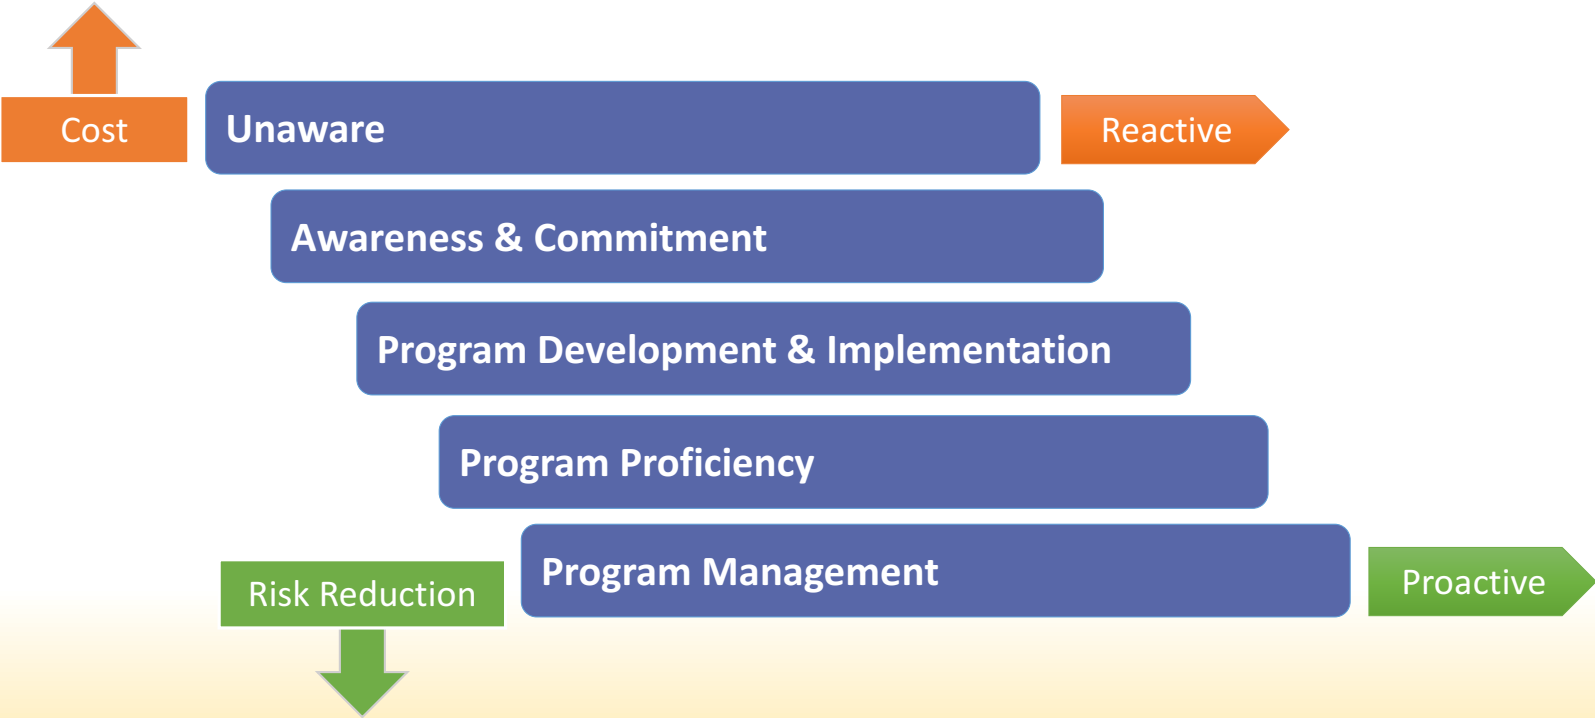 Cost
Unaware
Reactive
Awareness & Commitment
Program Development & Implementation
Program Proficiency
Risk Reduction
Program Management
Proactive